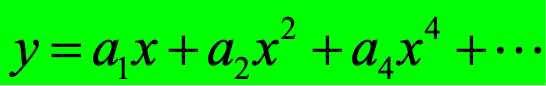 y = a₁x + a₂x² + a₄x⁴ + ⋯